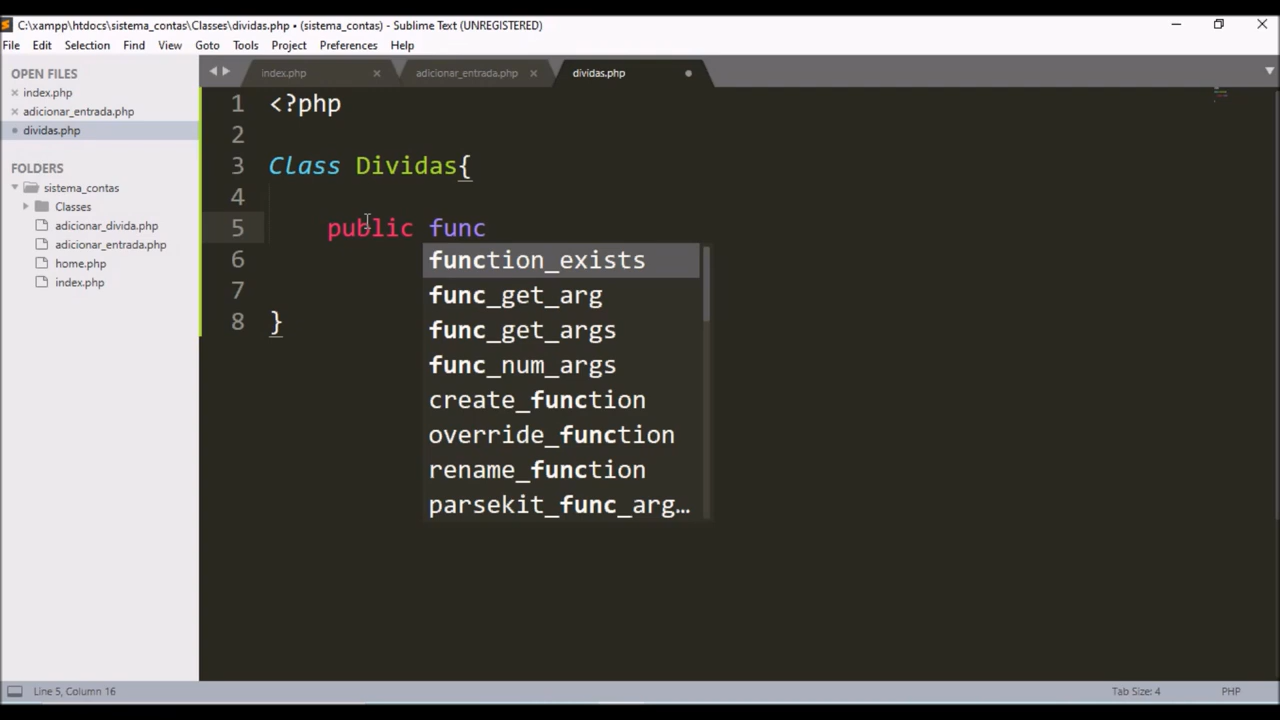 C:\xampp\htdocs\sistema_contas\Classes\dividas.php • (sistema_contas) - Sublime Text (UNREGISTERED)
File Edit Selection Find View Goto Tools Project Preferences Help
OPEN FILES
index.php
adicionar_entrada.php
dividas.php
FOLDERS
sistema_contas
Classes
adicionar_divida.php
adicionar_entrada.php
home.php
index.php
index.php adicionar_entrada.php dividas.php
1 <?php
2
3 Class Dividas{
4
5 public func
6
7
8 }
function_exists
func_get_arg
func_get_args
func_num_args
create_function
override_function
rename_function
parsekit_func_arg…
Line 5, Column 16 Tab Size: 4 PHP